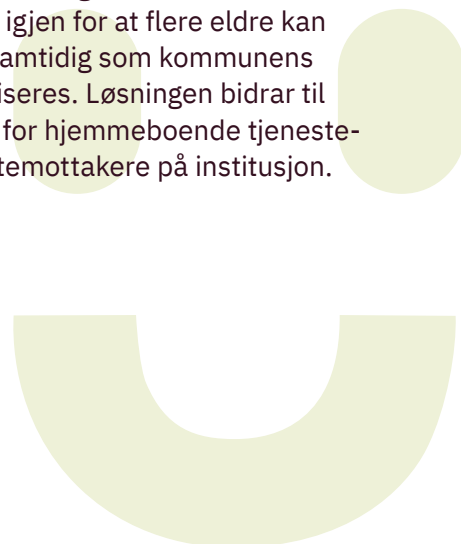 igjen for at flere eldre kan
amtidig som kommunens
iseres. Løsningen bidrar til
for hjemmeboende tjeneste-
temottakere på institusjon.